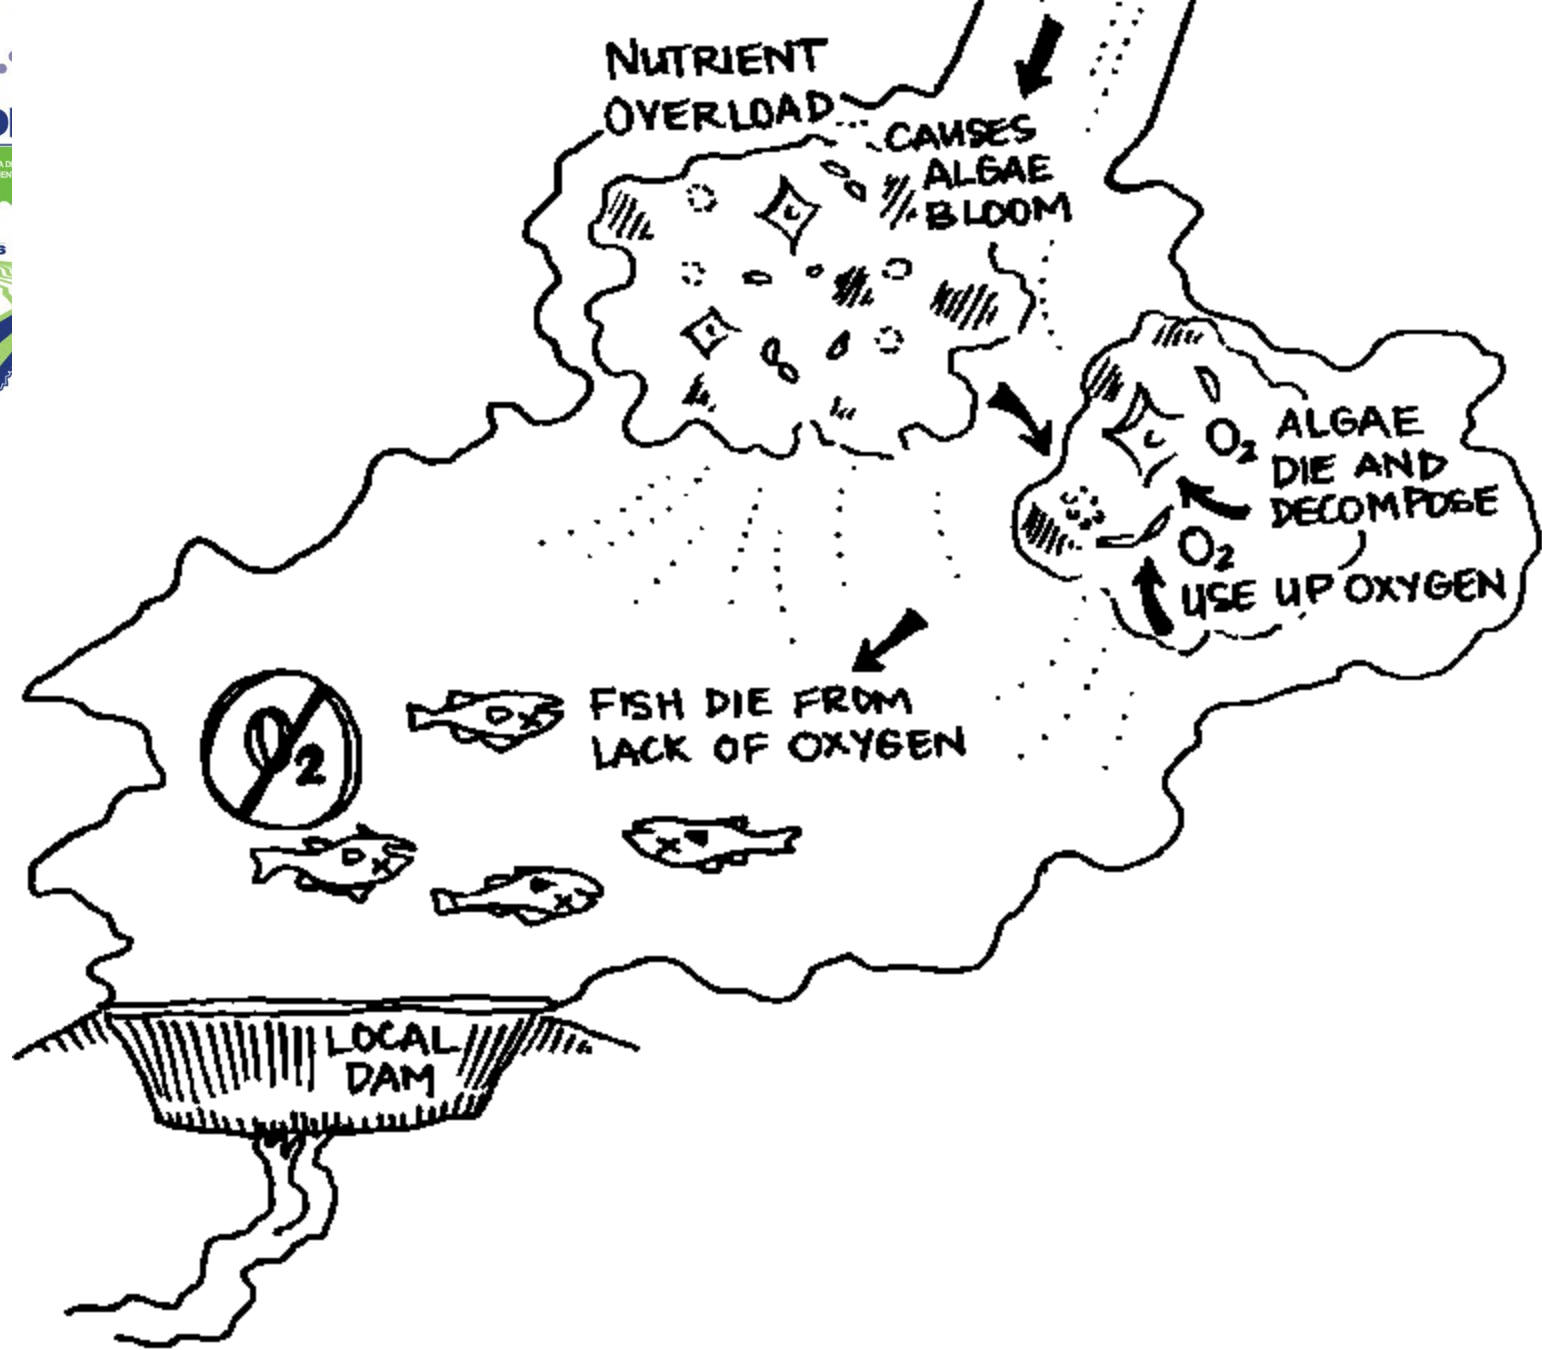 NUTRIENT
OVERLOAD...
CAUSES
ALGAE
BLOOM
O₂
ALGAE
DIE AND
DECOMPOSE
O₂
USE UP OXYGEN
FISH DIE FROM
LACK OF OXYGEN
O₂
LOCAL
DAM